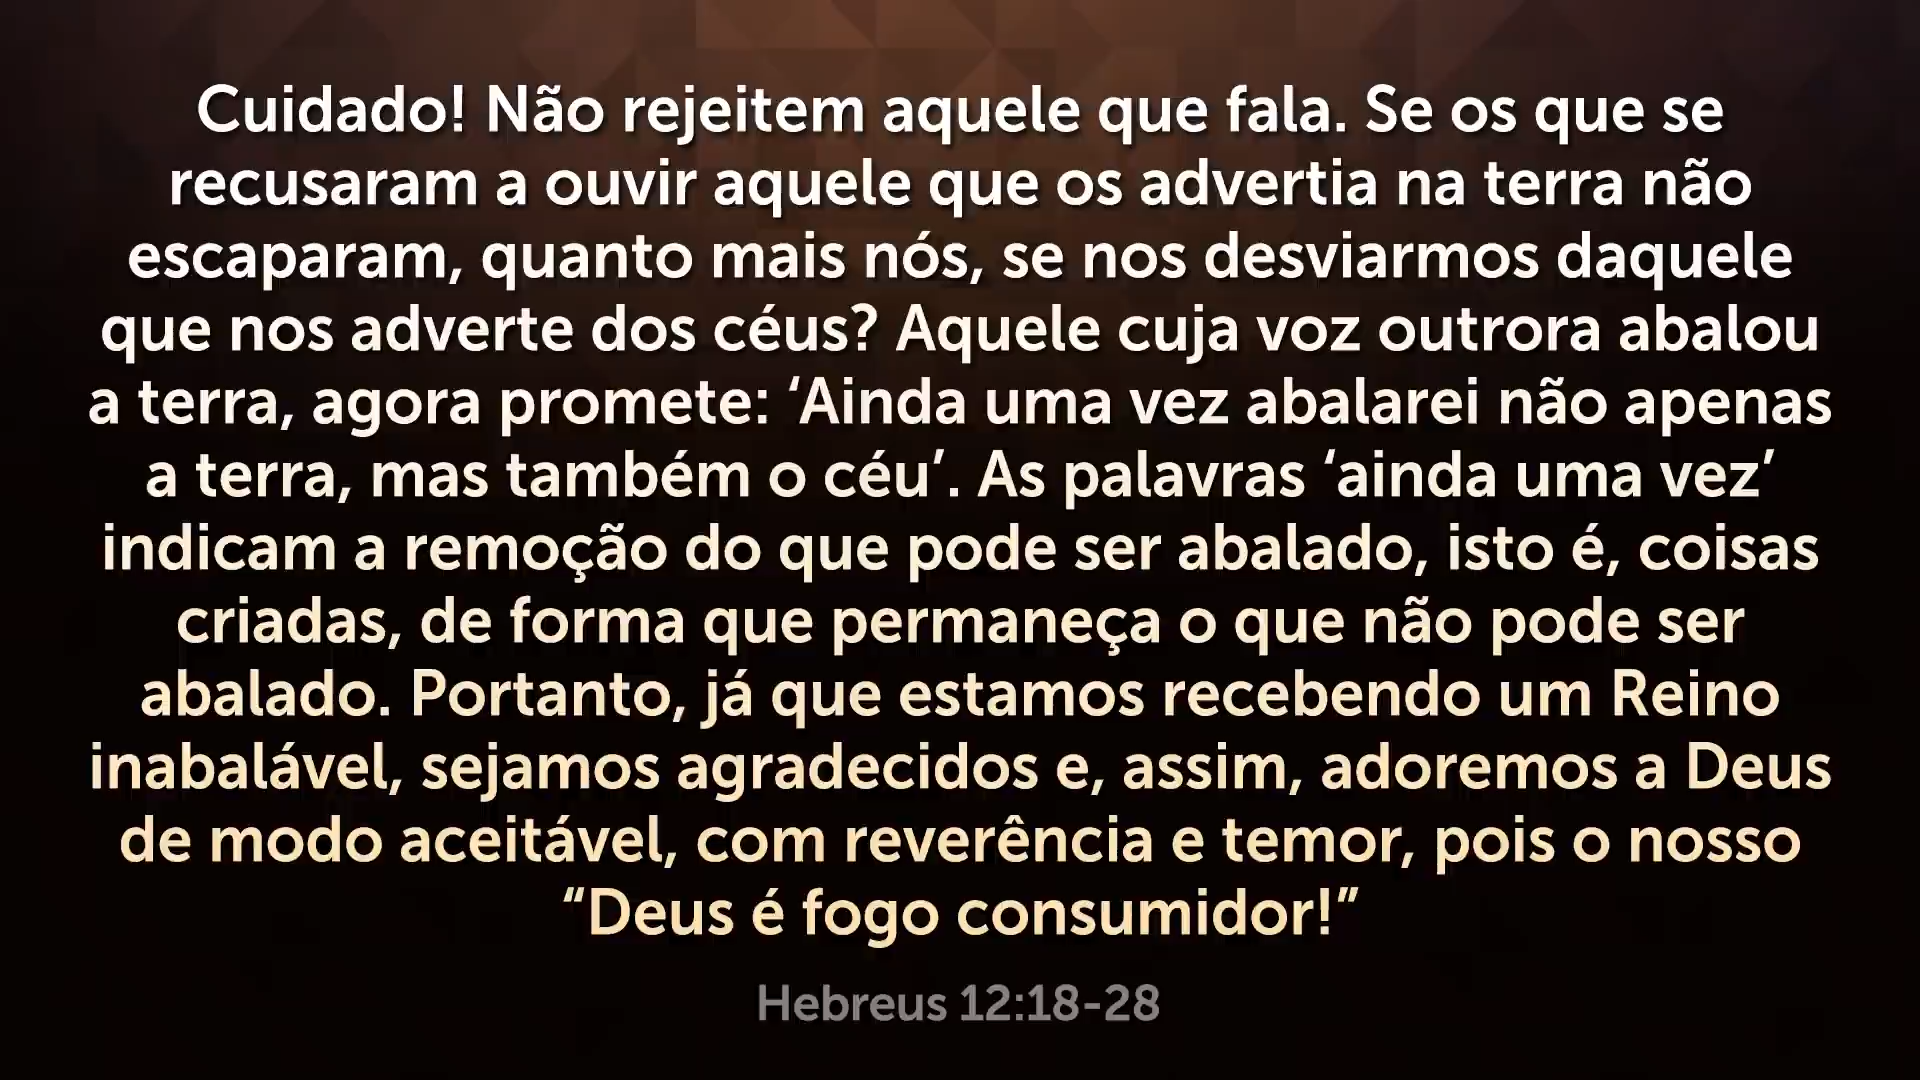 Cuidado! Não rejeitem aquele que fala. Se os que se
recusaram a ouvir aquele que os advertia na terra não
escaparam, quanto mais nós, se nos desviarmos daquele
que nos adverte dos céus? Aquele cuja voz outrora abalou
a terra, agora promete: ‘Ainda uma vez abalarei não apenas
a terra, mas também o céu’. As palavras ‘ainda uma vez’
indicam a remoção do que pode ser abalado, isto é, coisas
criadas, de forma que permaneça o que não pode ser
abalado. Portanto, já que estamos recebendo um Reino
inabalável, sejamos agradecidos e, assim, adoremos a Deus
de modo aceitável, com reverência e temor, pois o nosso
“Deus é fogo consumidor!”
Hebreus 12:18-28